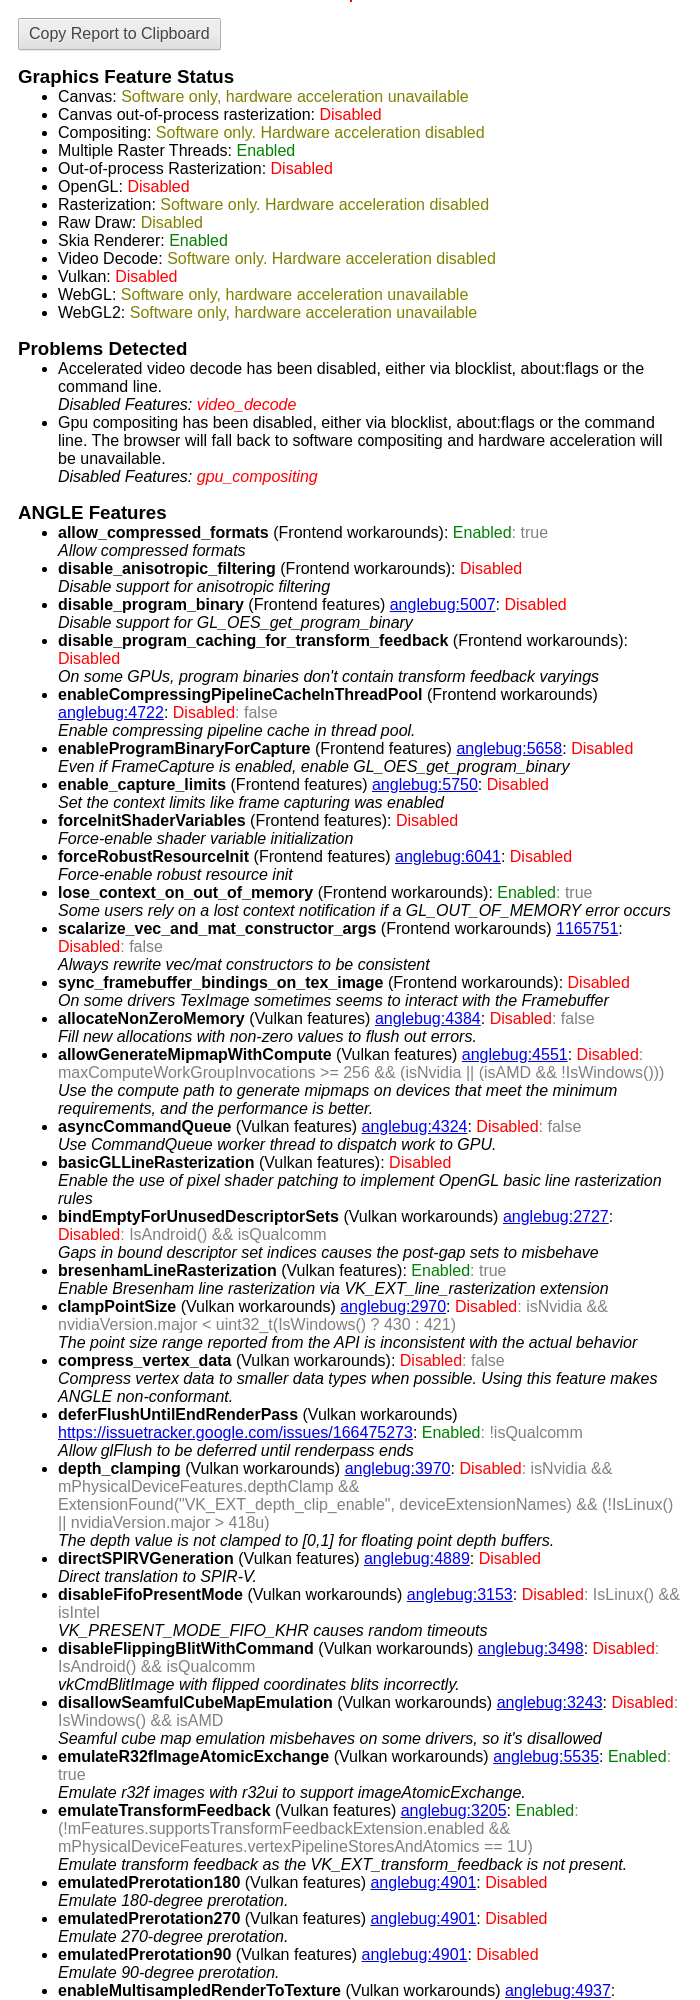 Copy Report to Clipboard
Graphics Feature Status
Canvas: Software only, hardware acceleration unavailable
Canvas out-of-process rasterization: Disabled
Compositing: Software only. Hardware acceleration disabled
Multiple Raster Threads: Enabled
Out-of-process Rasterization: Disabled
OpenGL: Disabled
Rasterization: Software only. Hardware acceleration disabled
Raw Draw: Disabled
Skia Renderer: Enabled
Video Decode: Software only. Hardware acceleration disabled
Vulkan: Disabled
WebGL: Software only, hardware acceleration unavailable
WebGL2: Software only, hardware acceleration unavailable
Problems Detected
Accelerated video decode has been disabled, either via blocklist, about:flags or the
command line.
Disabled Features: video_decode
Gpu compositing has been disabled, either via blocklist, about:flags or the command
line. The browser will fall back to software compositing and hardware acceleration will
be unavailable.
Disabled Features: gpu_compositing
ANGLE Features
allow_compressed_formats (Frontend workarounds): Enabled: true
Allow compressed formats
disable_anisotropic_filtering (Frontend workarounds): Disabled
Disable support for anisotropic filtering
disable_program_binary (Frontend features) anglebug:5007: Disabled
Disable support for GL_OES_get_program_binary
disable_program_caching_for_transform_feedback (Frontend workarounds):
Disabled
On some GPUs, program binaries don't contain transform feedback varyings
enableCompressingPipelineCacheInThreadPool (Frontend workarounds)
anglebug:4722: Disabled: false
Enable compressing pipeline cache in thread pool.
enableProgramBinaryForCapture (Frontend features) anglebug:5658: Disabled
Even if FrameCapture is enabled, enable GL_OES_get_program_binary
enable_capture_limits (Frontend features) anglebug:5750: Disabled
Set the context limits like frame capturing was enabled
forceInitShaderVariables (Frontend features): Disabled
Force-enable shader variable initialization
forceRobustResourceInit (Frontend features) anglebug:6041: Disabled
Force-enable robust resource init
lose_context_on_out_of_memory (Frontend workarounds): Enabled: true
Some users rely on a lost context notification if a GL_OUT_OF_MEMORY error occurs
scalarize_vec_and_mat_constructor_args (Frontend workarounds) 1165751:
Disabled: false
Always rewrite vec/mat constructors to be consistent
sync_framebuffer_bindings_on_tex_image (Frontend workarounds): Disabled
On some drivers TexImage sometimes seems to interact with the Framebuffer
allocateNonZeroMemory (Vulkan features) anglebug:4384: Disabled: false
Fill new allocations with non-zero values to flush out errors.
allowGenerateMipmapWithCompute (Vulkan features) anglebug:4551: Disabled:
maxComputeWorkGroupInvocations >= 256 && (isNvidia || (isAMD && !IsWindows()))
Use the compute path to generate mipmaps on devices that meet the minimum
requirements, and the performance is better.
asyncCommandQueue (Vulkan features) anglebug:4324: Disabled: false
Use CommandQueue worker thread to dispatch work to GPU.
basicGLLineRasterization (Vulkan features): Disabled
Enable the use of pixel shader patching to implement OpenGL basic line rasterization
rules
bindEmptyForUnusedDescriptorSets (Vulkan workarounds) anglebug:2727:
Disabled: IsAndroid() && isQualcomm
Gaps in bound descriptor set indices causes the post-gap sets to misbehave
bresenhamLineRasterization (Vulkan features): Enabled: true
Enable Bresenham line rasterization via VK_EXT_line_rasterization extension
clampPointSize (Vulkan workarounds) anglebug:2970: Disabled: isNvidia &&
nvidiaVersion.major < uint32_t(IsWindows() ? 430 : 421)
The point size range reported from the API is inconsistent with the actual behavior
compress_vertex_data (Vulkan workarounds): Disabled: false
Compress vertex data to smaller data types when possible. Using this feature makes
ANGLE non-conformant.
deferFlushUntilEndRenderPass (Vulkan workarounds)
https://issuetracker.google.com/issues/166475273: Enabled: !isQualcomm
Allow glFlush to be deferred until renderpass ends
depth_clamping (Vulkan workarounds) anglebug:3970: Disabled: isNvidia &&
mPhysicalDeviceFeatures.depthClamp &&
ExtensionFound("VK_EXT_depth_clip_enable", deviceExtensionNames) && (!IsLinux()
|| nvidiaVersion.major > 418u)
The depth value is not clamped to [0,1] for floating point depth buffers.
directSPIRVGeneration (Vulkan features) anglebug:4889: Disabled
Direct translation to SPIR-V.
disableFifoPresentMode (Vulkan workarounds) anglebug:3153: Disabled: IsLinux() &&
isIntel
VK_PRESENT_MODE_FIFO_KHR causes random timeouts
disableFlippingBlitWithCommand (Vulkan workarounds) anglebug:3498: Disabled:
IsAndroid() && isQualcomm
vkCmdBlitImage with flipped coordinates blits incorrectly.
disallowSeamfulCubeMapEmulation (Vulkan workarounds) anglebug:3243: Disabled:
IsWindows() && isAMD
Seamful cube map emulation misbehaves on some drivers, so it's disallowed
emulateR32fImageAtomicExchange (Vulkan workarounds) anglebug:5535: Enabled:
true
Emulate r32f images with r32ui to support imageAtomicExchange.
emulateTransformFeedback (Vulkan features) anglebug:3205: Enabled:
(!mFeatures.supportsTransformFeedbackExtension.enabled &&
mPhysicalDeviceFeatures.vertexPipelineStoresAndAtomics == 1U)
Emulate transform feedback as the VK_EXT_transform_feedback is not present.
emulatedPrerotation180 (Vulkan features) anglebug:4901: Disabled
Emulate 180-degree prerotation.
emulatedPrerotation270 (Vulkan features) anglebug:4901: Disabled
Emulate 270-degree prerotation.
emulatedPrerotation90 (Vulkan features) anglebug:4901: Disabled
Emulate 90-degree prerotation.
enableMultisampledRenderToTexture (Vulkan workarounds) anglebug:4937: